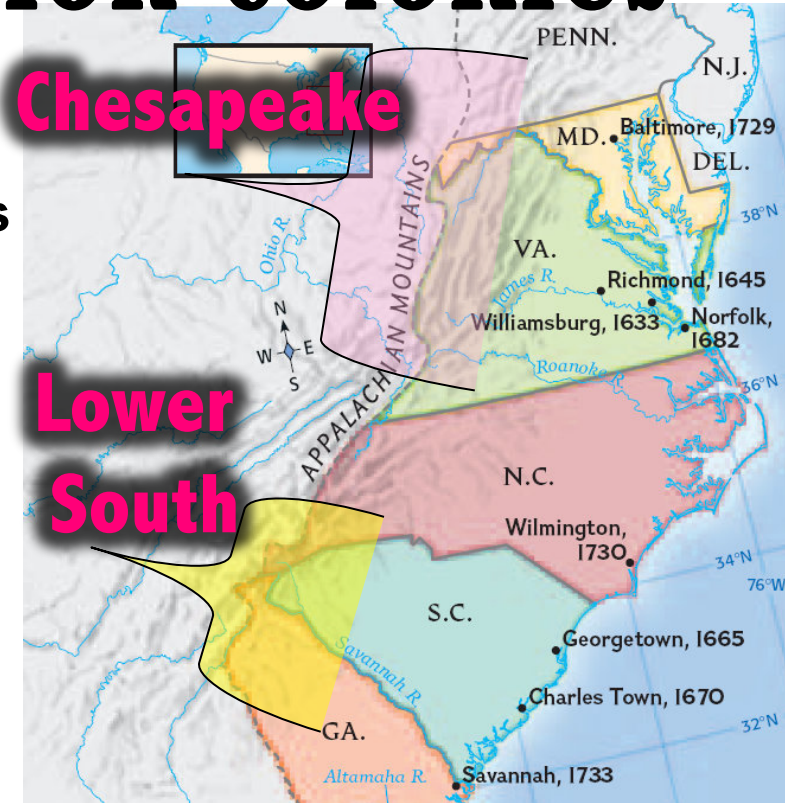 PENN.
N.J.
Chesapeake
MD.
Baltimore, 1729
DEL.
s
38°N
APPALACHIAN MOUNTAINS
Ohio R.
VA.
James R.
Richmond, 1645
Williamsburg, 1633
Norfolk,
1682
N
W E
S
Roanoke R.
36°N
Lower
South
N.C.
Wilmington,
1730
34°N
76°W
S.C.
Georgetown, 1665
Savannah R.
Charles Town, 1670
32°N
GA.
Altamaha R.
Savannah, 1733